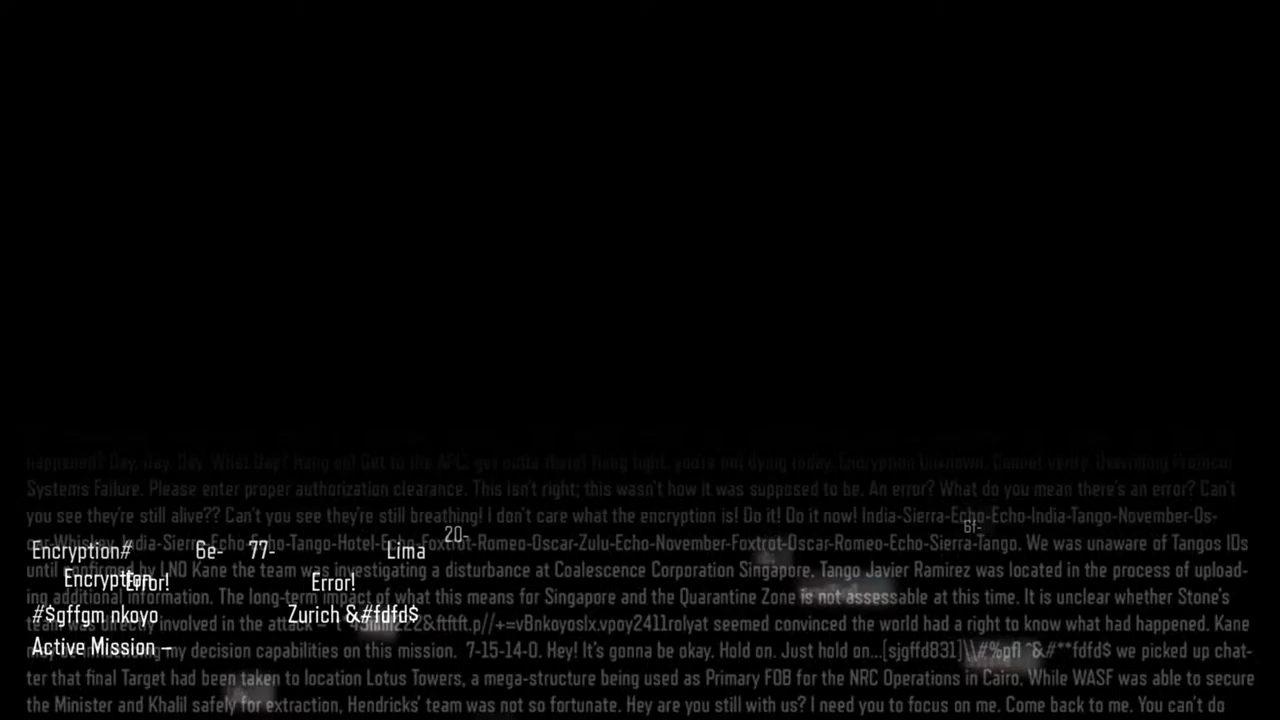 happened? Day. Day. Day. What Day? Hang on! Get to the APC, get outta there! Hang tight, you're not dying today. Encryption Unknown. Cannot verify. Overriding Protocol
Systems Failure. Please enter proper authorization clearance. This isn't right; this wasn't how it was supposed to be. An error? What do you mean there's an error? Can't
you see they're still alive?? Can't you see they're still breathing! I don't care what the encryption is! Do it! Do it now! India-Sierra-Echo-Echo-India-Tango-November-Os-
6f-
20-
car-Whiskey. India-Sierra-Echo-Echo-Tango-Hotel-Echo-Foxtrot-Romeo-Oscar-Zulu-Echo-November-Foxtrot-Oscar-Romeo-Echo-Sierra-Tango. We was unaware of Tangos IDs
Encryption# 6e- 77- Lima
until confirmed by LNO Kane the team was investigating a disturbance at Coalescence Corporation Singapore. Tango Javier Ramirez was located in the process of upload-
Encryption Error! Error!
ing additional information. The long-term impact of what this means for Singapore and the Quarantine Zone is not assessable at this time. It is unclear whether Stone's
#$gffgm nkoyo Zurich &#fdfd$
team was directly involved in the attack – t 222&ftftft.p//+=vBnkoyoslx.vpoy2411rolyat seemed convinced the world had a right to know what had happened. Kane
Active Mission –
my decision capabilities on this mission. 7-15-14-0. Hey! It's gonna be okay. Hold on. Just hold on...[sjgffd831]\\#%pfl ^&#**fdfd$ we picked up chat-
ter that final Target had been taken to location Lotus Towers, a mega-structure being used as Primary FOB for the NRC Operations in Cairo. While WASF was able to secure
the Minister and Khalil safely for extraction, Hendricks' team was not so fortunate. Hey are you still with us? I need you to focus on me. Come back to me. You can't do